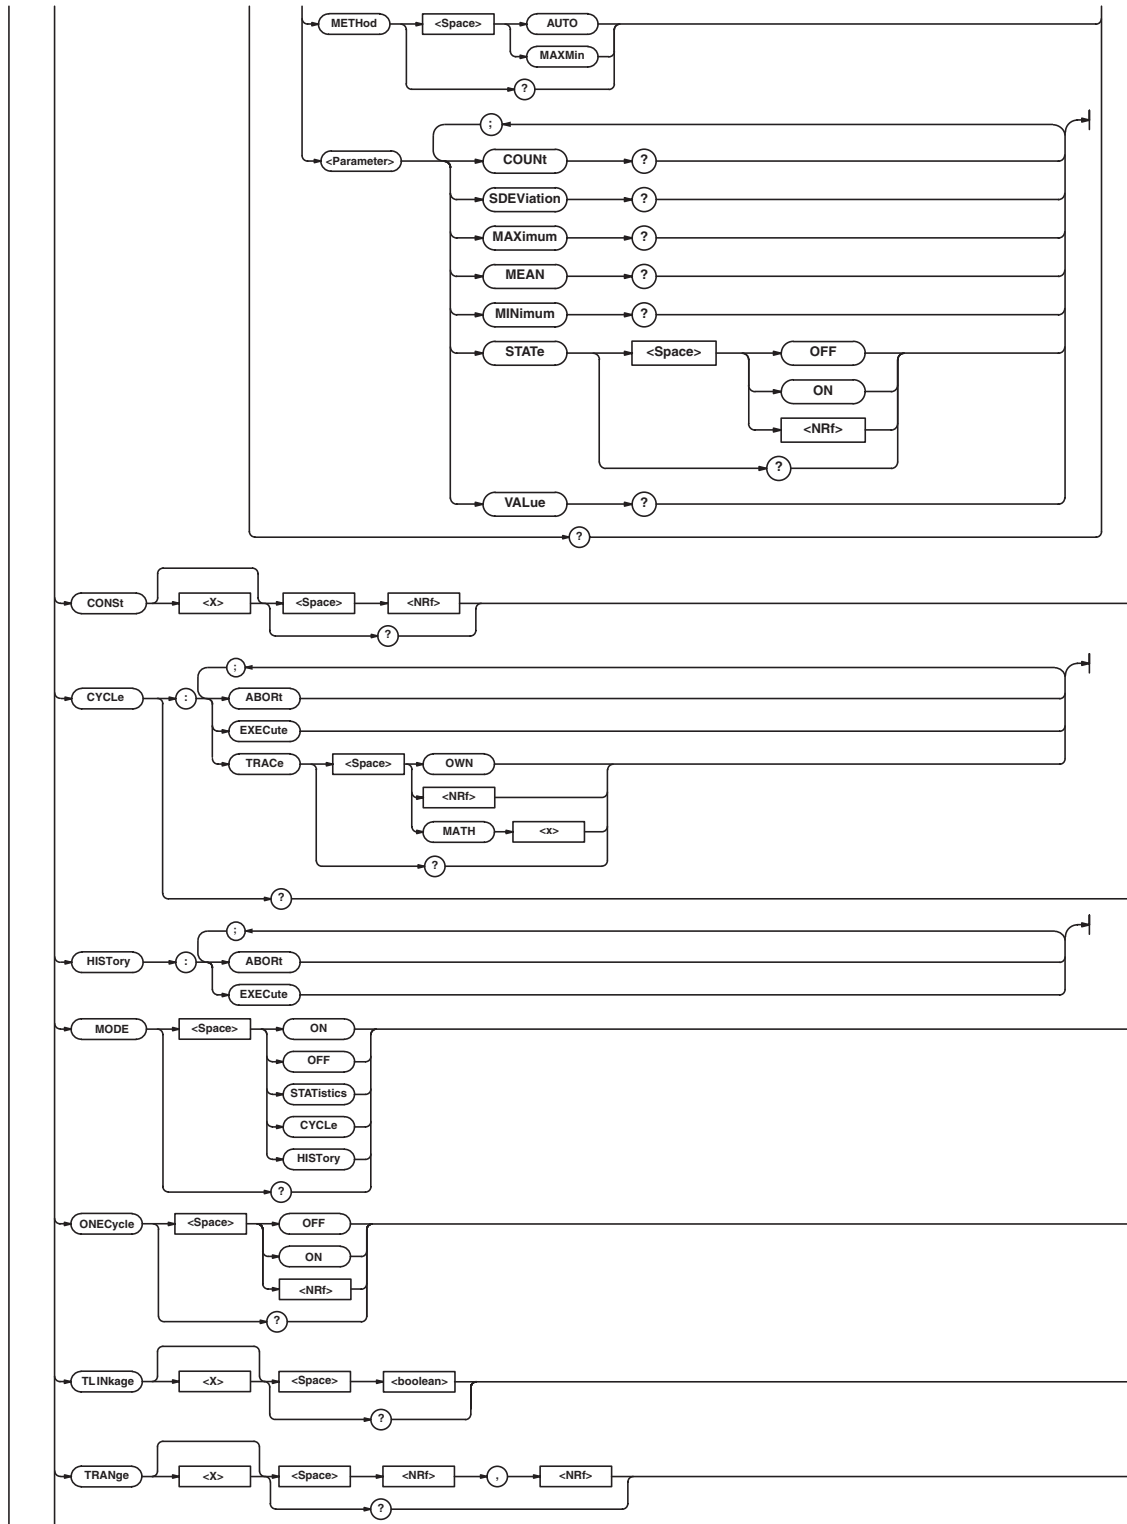 METHod <Space> AUTO
MAXMin
?
;
<Parameter> COUNt ?
SDEViation ?
MAXimum ?
MEAN ?
MINimum ?
STATe <Space> OFF
ON
<NRf>
?
VALue ?
?
CONSt <X> <Space> <NRf>
?
;
CYCLe : ABORt
EXECute
TRACe <Space> OWN
<NRf>
MATH <x>
?
?
;
HISTory : ABORt
EXECute
MODE <Space> ON
OFF
STATistics
CYCLe
HISTory
?
ONECycle <Space> OFF
ON
<NRf>
?
TLINkage <X> <Space> <boolean>
?
TRANge <X> <Space> <NRf> , <NRf>
?